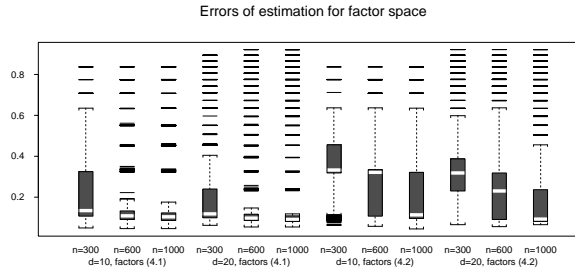 Errors of estimation for factor space
0.8
0.6
0.4
0.2
n=300 n=600 n=1000 n=300 n=600 n=1000 n=300 n=600 n=1000 n=300 n=600 n=1000
d=10, factors (4.1) d=20, factors (4.1) d=10, factors (4.2) d=20, factors (4.2)